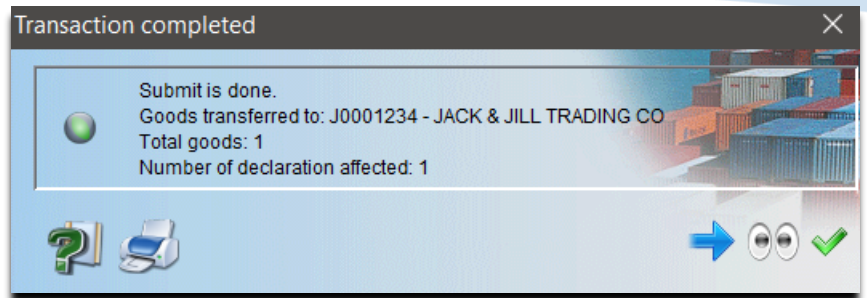 Transaction completed
Submit is done.
Goods transferred to: J0001234 - JACK & JILL TRADING CO
Total goods: 1
Number of declaration affected: 1